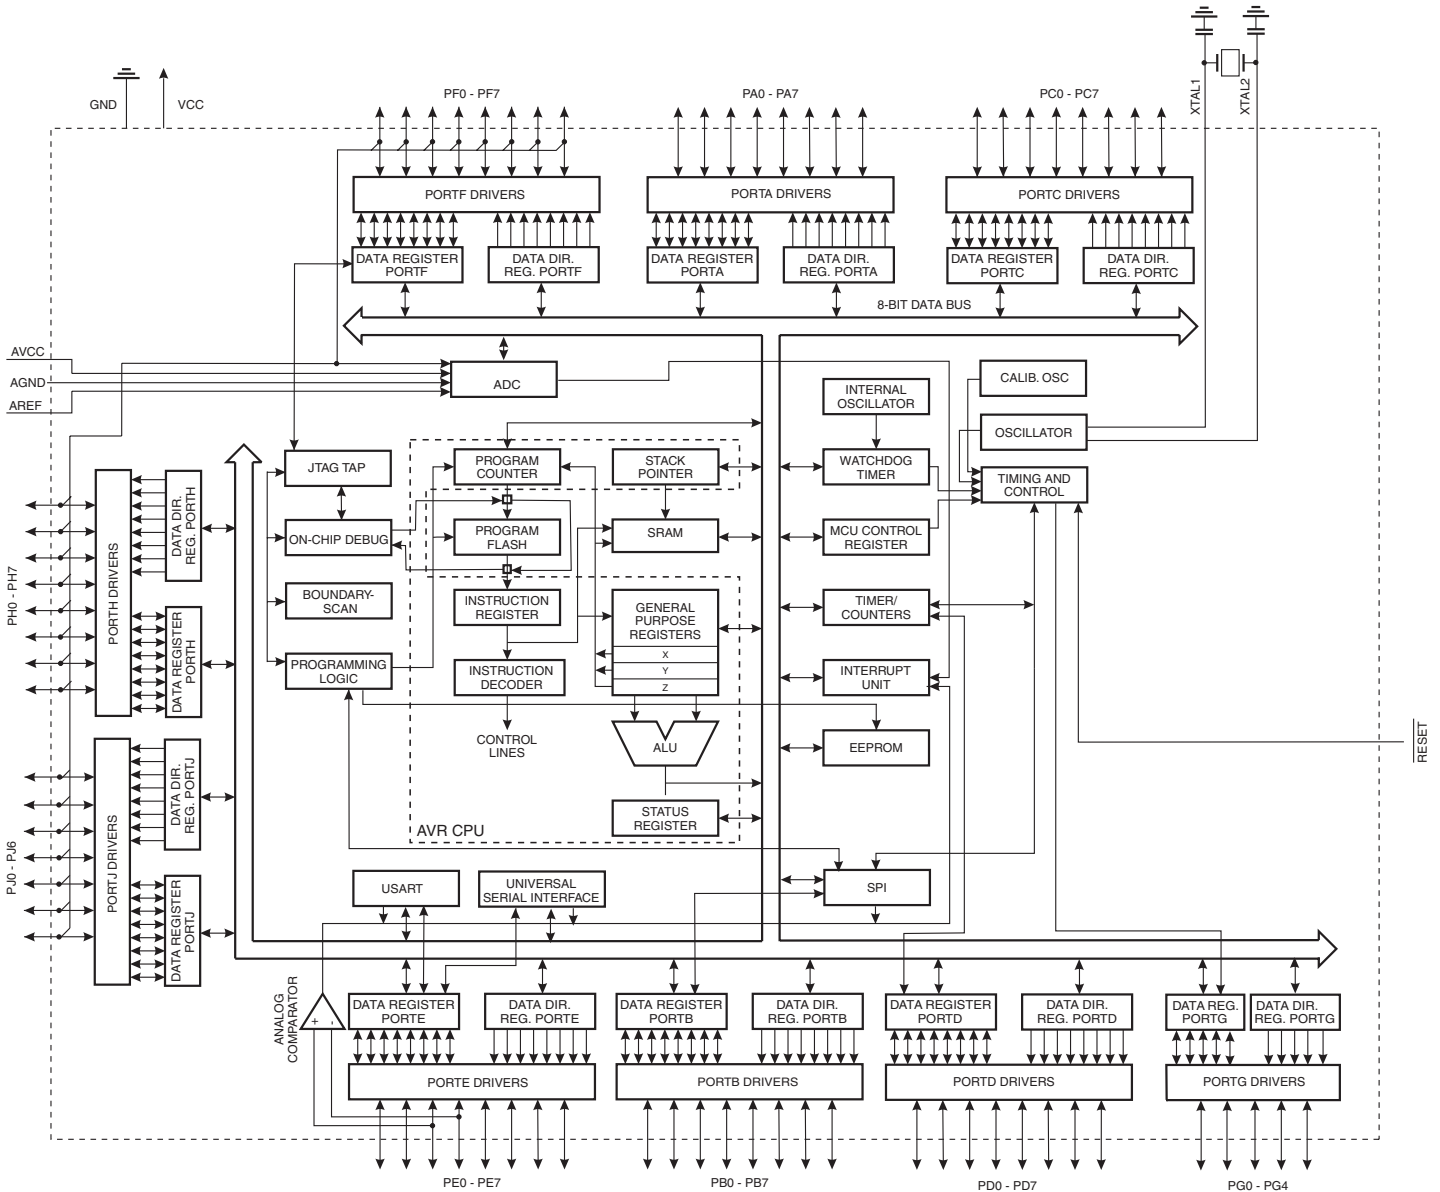 PF0 - PF7
PA0 - PA7
PC0 - PC7
XTAL1
XTAL2
GND
VCC
PORTF DRIVERS
PORTA DRIVERS
PORTC DRIVERS
DATA REGISTER
PORTF
DATA DIR.
REG. PORTF
DATA REGISTER
PORTA
DATA DIR.
REG. PORTA
DATA REGISTER
PORTC
DATA DIR.
REG. PORTC
8-BIT DATA BUS
AVCC
AGND
AREF
ADC
CALIB. OSC
INTERNAL
OSCILLATOR
OSCILLATOR
JTAG TAP
PROGRAM
COUNTER
STACK
POINTER
WATCHDOG
TIMER
TIMING AND
CONTROL
ON-CHIP DEBUG
PROGRAM
FLASH
SRAM
MCU CONTROL
REGISTER
BOUNDARY-
SCAN
INSTRUCTION
REGISTER
GENERAL
PURPOSE
REGISTERS
X
Y
Z
TIMER/
COUNTERS
PROGRAMMING
LOGIC
INSTRUCTION
DECODER
INTERRUPT
UNIT
CONTROL
LINES
ALU
EEPROM
RESET
STATUS
REGISTER
AVR CPU
PH0 - PH7
PORTH DRIVERS
DATA DIR.
REG. PORTH
DATA REGISTER
PORTH
PJ0 - PJ6
PORTJ DRIVERS
DATA DIR.
REG. PORTJ
DATA REGISTER
PORTJ
USART
UNIVERSAL
SERIAL INTERFACE
SPI
ANALOG
COMPARATOR
+
-
DATA REGISTER
PORTE
DATA DIR.
REG. PORTE
DATA REGISTER
PORTB
DATA DIR.
REG. PORTB
DATA REGISTER
PORTD
DATA DIR.
REG. PORTD
DATA REG.
PORTG
DATA DIR.
REG. PORTG
PORTE DRIVERS
PORTB DRIVERS
PORTD DRIVERS
PORTG DRIVERS
PE0 - PE7
PB0 - PB7
PD0 - PD7
PG0 - PG4